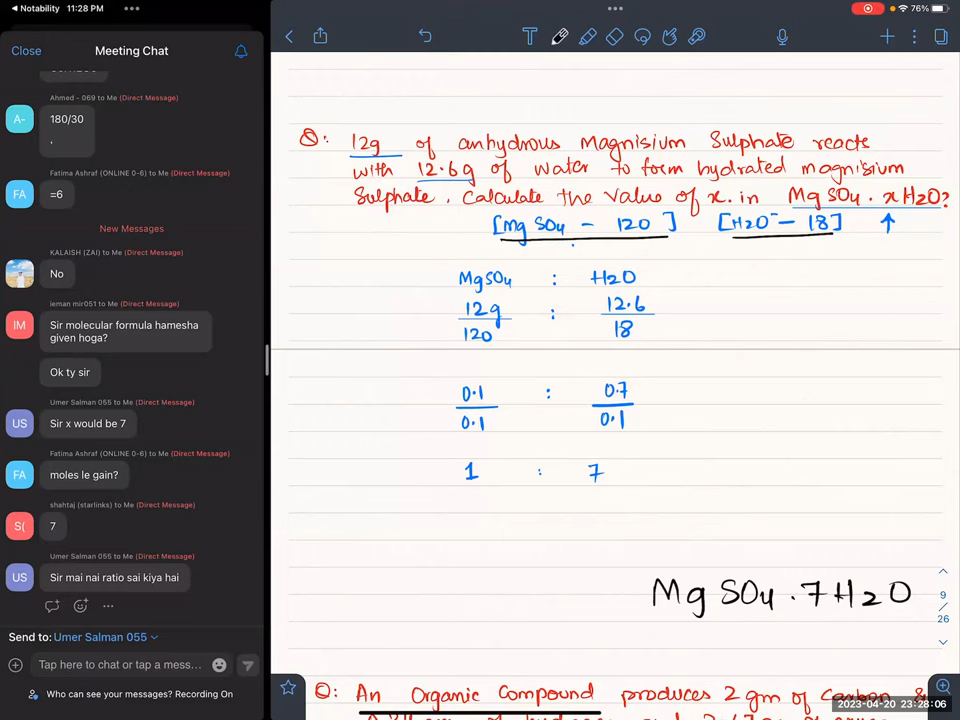 Notability 11:28 PM
76%
Close
Meeting Chat
Ahmed - 069 to Me (Direct Message)
180/30
,
Fatima Ashraf (ONLINE 0-6) to Me (Direct Message)
=6
New Messages
KALAISH (ZAI) to Me (Direct Message)
No
ieman mir051 to Me (Direct Message)
Sir molecular formula hamesha
given hoga?
Ok ty sir
Umer Salman 055 to Me (Direct Message)
Sir x would be 7
Fatima Ashraf (ONLINE 0-6) to Me (Direct Message)
moles le gain?
shahtaj (starlinks) to Me (Direct Message)
7
Umer Salman 055 to Me (Direct Message)
Sir mai nai ratio sai kiya hai
Send to: Umer Salman 055
Tap here to chat or tap a mess...
Who can see your messages? Recording On
A-
FA
IM
US
FA
S(
US
Q: 12g of anhydrous Magnisium Sulphate reacts
with 12.6g of water to form hydrated magnisium
Sulphate. Calculate the value of x. in MgSO4 . xH2O?
[MgSO4 - 120] [H2O - 18] ↑
MgSO4 : H2O
12g : 12.6
120 18
0.1 : 0.7
0.1 0.1
1 : 7
MgSO4 . 7H2O
9
/
26
Q: An Organic Compound produces 2 gm of Carbon &
2023-04-20 23:28:06